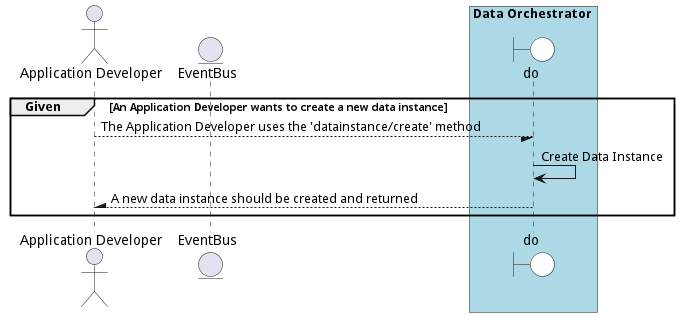 Data Orchestrator
Application Developer
EventBus
do
Given
[An Application Developer wants to create a new data instance]
The Application Developer uses the 'datainstance/create' method
Create Data Instance
A new data instance should be created and returned
Application Developer
EventBus
do